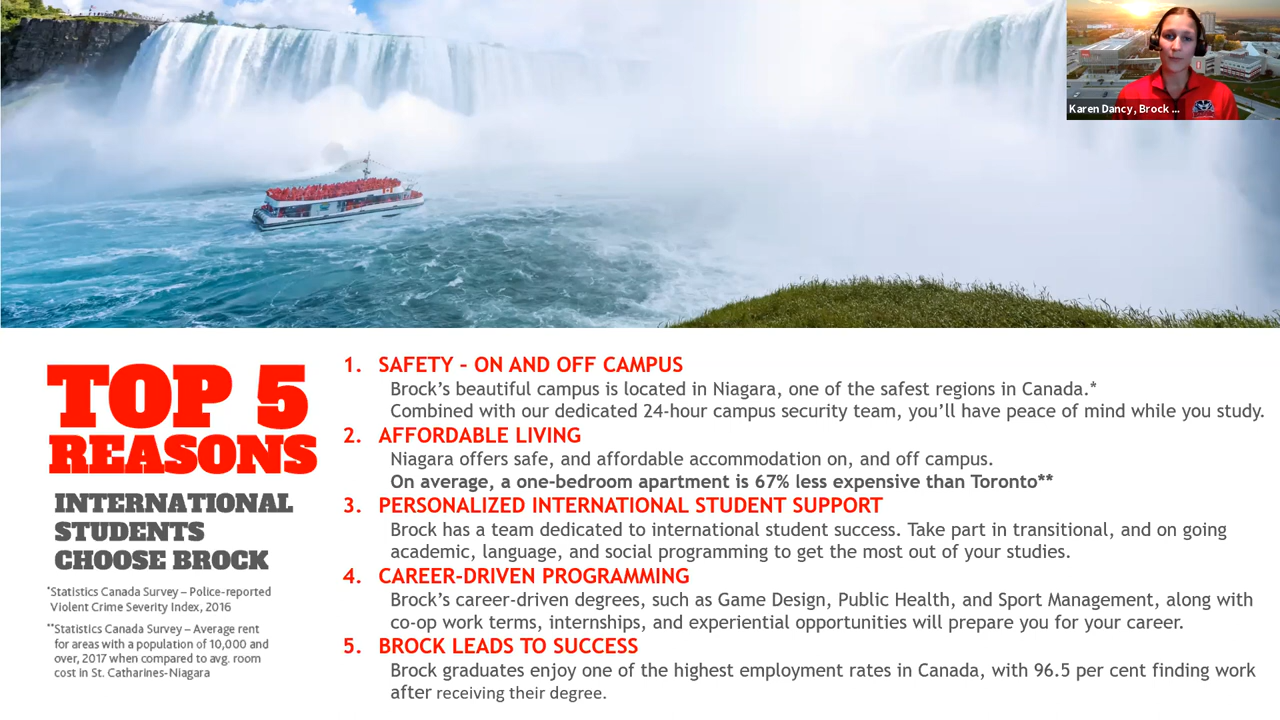 Karen Dancy, Brock ...
TOP 5
REASONS
INTERNATIONAL
STUDENTS
CHOOSE BROCK
*Statistics Canada Survey – Police-reported
Violent Crime Severity Index, 2016
**Statistics Canada Survey – Average rent
for areas with a population of 10,000 and
over, 2017 when compared to avg. room
cost in St. Catharines-Niagara
1. SAFETY – ON AND OFF CAMPUS
Brock's beautiful campus is located in Niagara, one of the safest regions in Canada.*
Combined with our dedicated 24-hour campus security team, you'll have peace of mind while you study.
2. AFFORDABLE LIVING
Niagara offers safe, and affordable accommodation on, and off campus.
On average, a one-bedroom apartment is 67% less expensive than Toronto**
3. PERSONALIZED INTERNATIONAL STUDENT SUPPORT
Brock has a team dedicated to international student success. Take part in transitional, and on going
academic, language, and social programming to get the most out of your studies.
4. CAREER-DRIVEN PROGRAMMING
Brock's career-driven degrees, such as Game Design, Public Health, and Sport Management, along with
co-op work terms, internships, and experiential opportunities will prepare you for your career.
5. BROCK LEADS TO SUCCESS
Brock graduates enjoy one of the highest employment rates in Canada, with 96.5 per cent finding work
after receiving their degree.